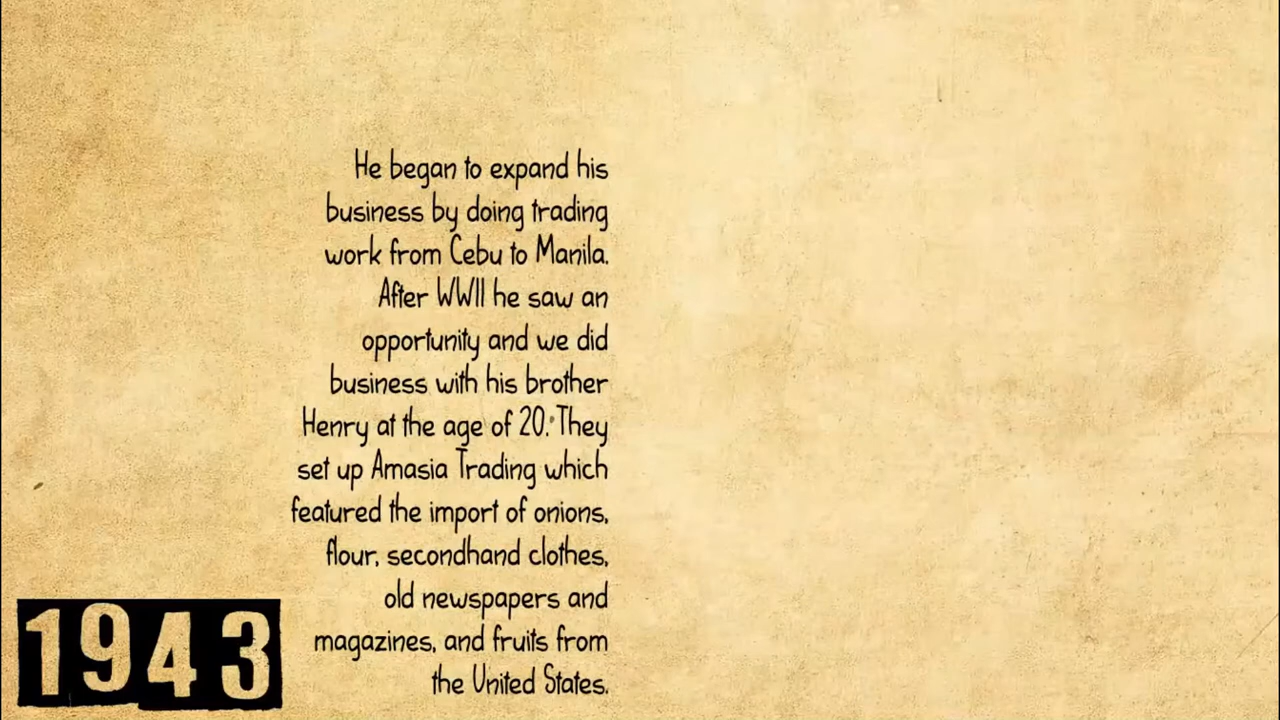 He began to expand his
business by doing trading
work from Cebu to Manila.
After WWII he saw an
opportunity and we did
business with his brother
Henry at the age of 20. They
set up Amasia Trading which
featured the import of onions,
flour, secondhand clothes,
old newspapers and
magazines, and fruits from
the United States.
1943